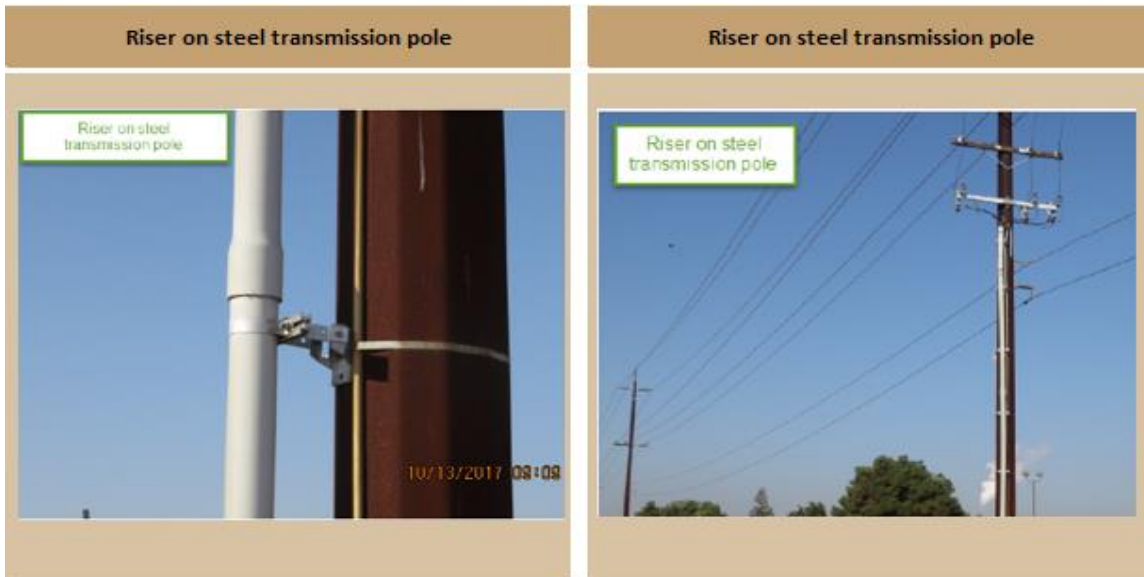 Riser on steel transmission pole
Riser on steel
transmission pole
10/13/2017 09:09
Riser on steel transmission pole
Riser on steel
transmission pole